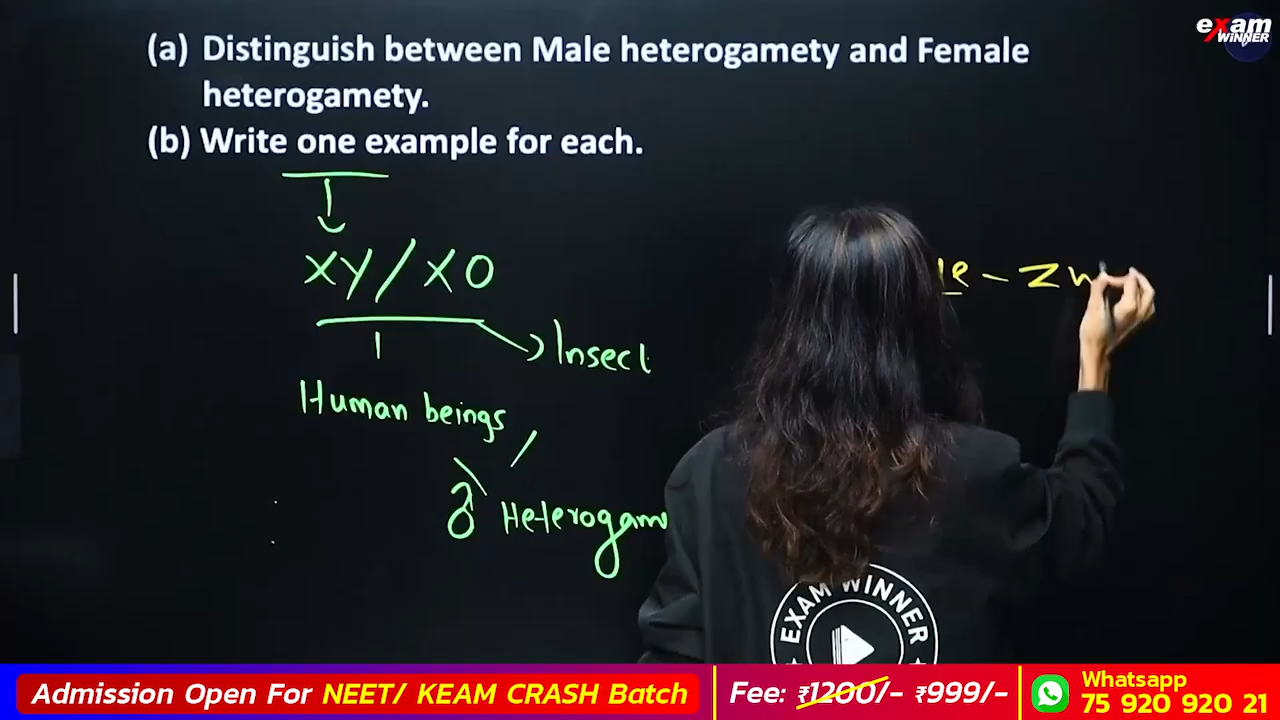 (a) Distinguish between Male heterogamety and Female
heterogamety.
(b) Write one example for each.
XY/XO
Insect
Human beings
♂ Heterogam
- ZW
exam
WINNER
EXAM WINNER
Admission Open For NEET/ KEAM CRASH Batch
Fee: ₹1200/- ₹999/-
Whatsapp
75 920 920 21